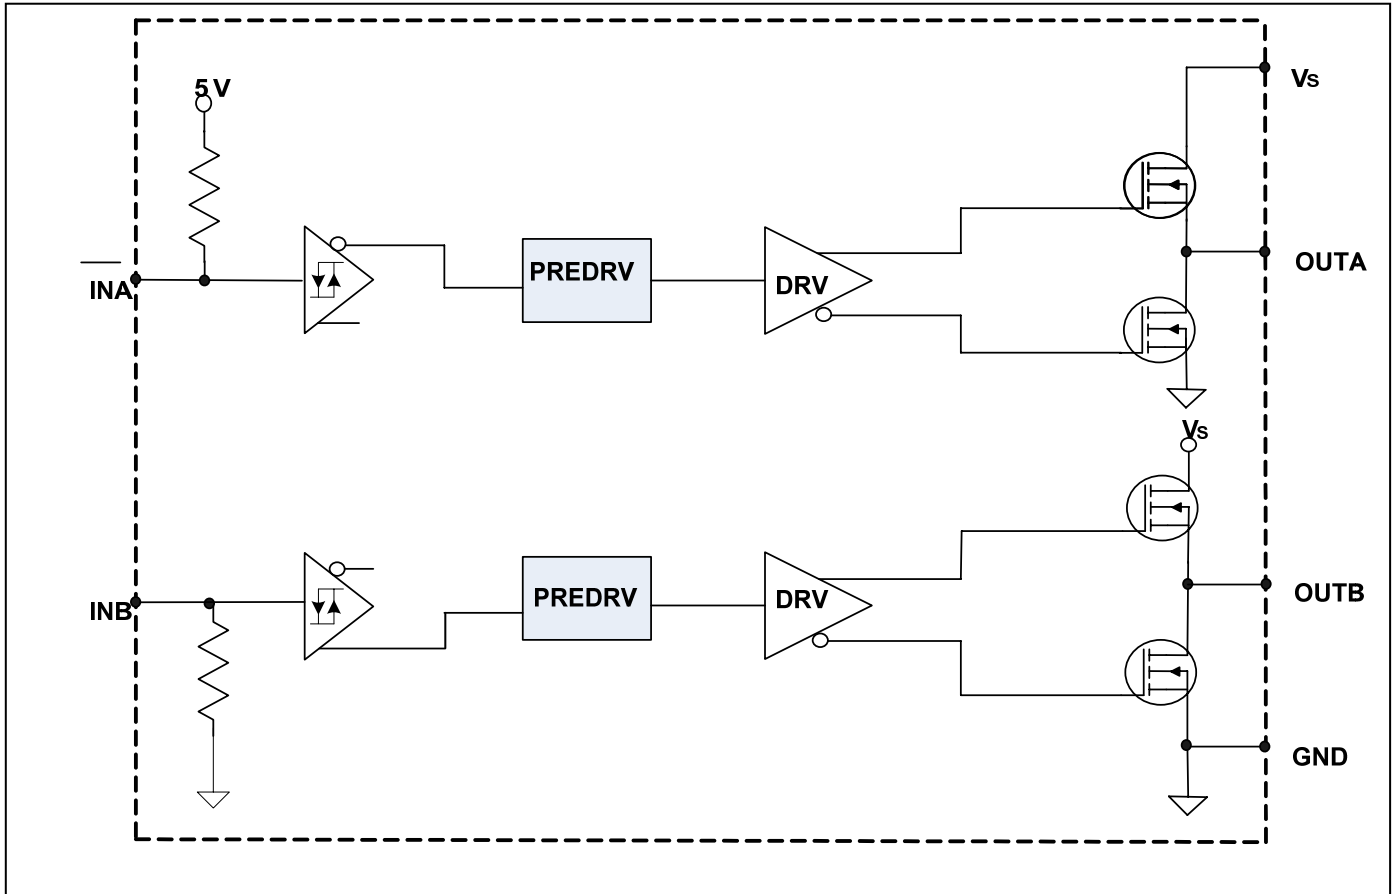 5 V
Vs
INA
PREDRV
DRV
OUTA
Vs
INB
PREDRV
DRV
OUTB
GND